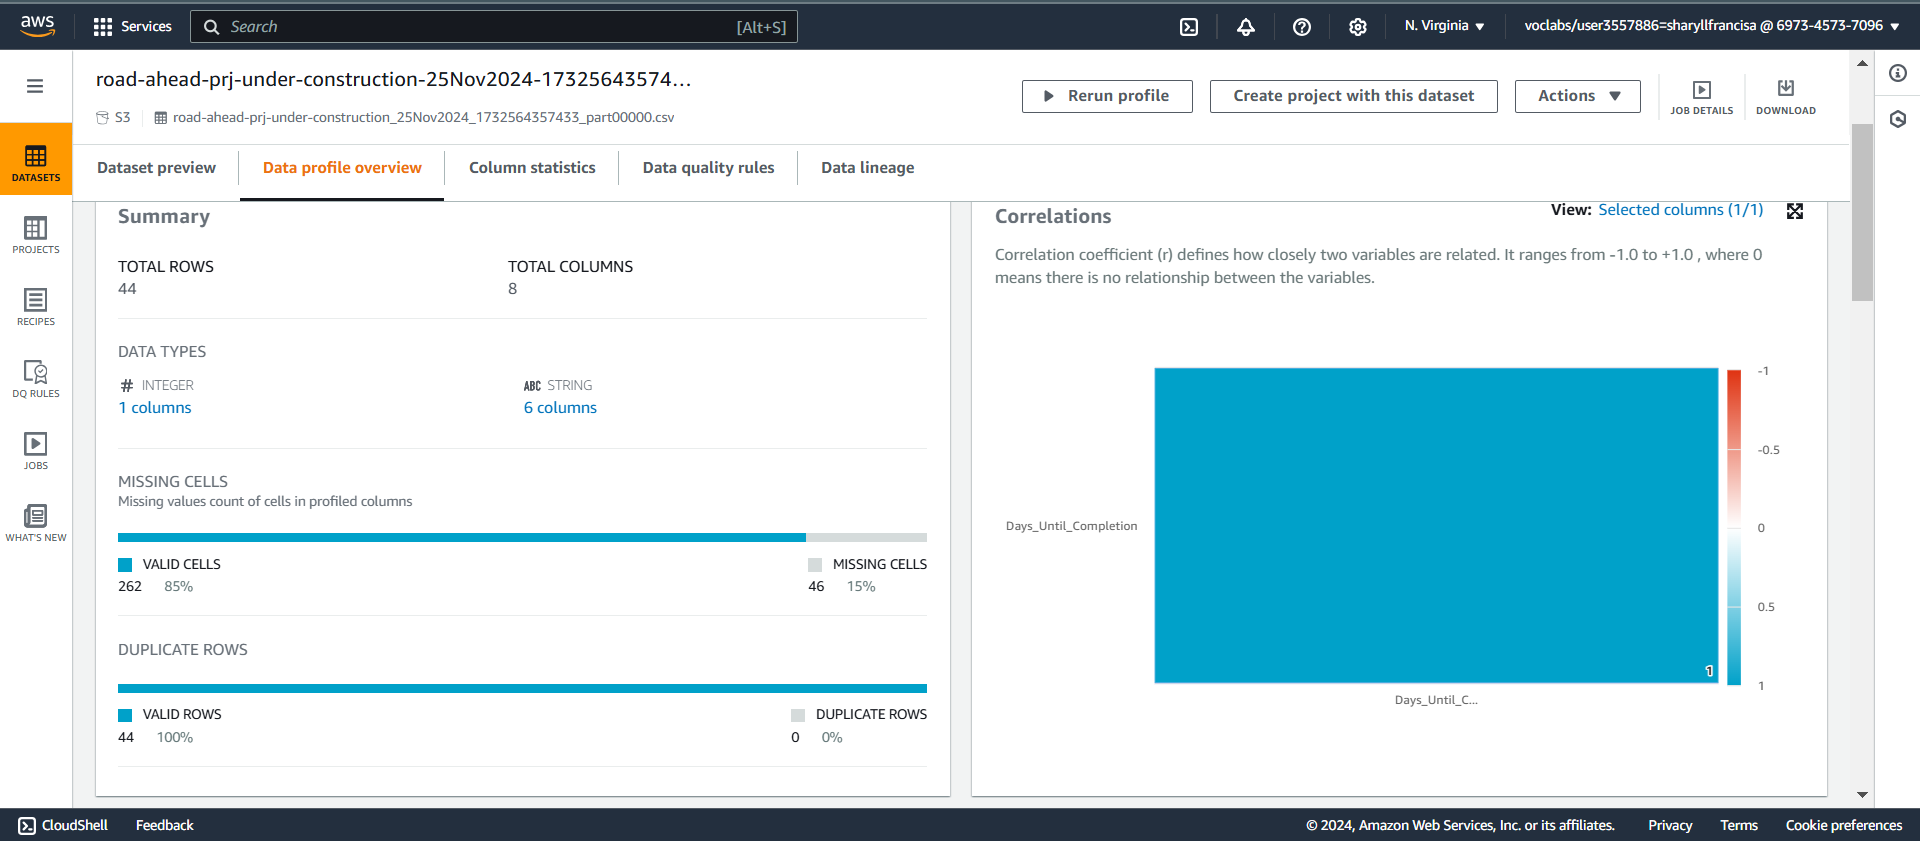 aws
Services
Search
[Alt+S]
N. Virginia
voclabs/user3557886=sharyllfrancisa @ 6973-4573-7096
road-ahead-prj-under-construction-25Nov2024-17325643574...
S3
road-ahead-prj-under-construction_25Nov2024_1732564357433_part00000.csv
Rerun profile
Create project with this dataset
Actions
JOB DETAILS
DOWNLOAD
DATASETS
PROJECTS
RECIPES
DQ RULES
JOBS
WHAT'S NEW
Dataset preview
Data profile overview
Column statistics
Data quality rules
Data lineage
Summary
TOTAL ROWS
44
TOTAL COLUMNS
8
DATA TYPES
# INTEGER
1 columns
ABC STRING
6 columns
MISSING CELLS
Missing values count of cells in profiled columns
VALID CELLS
262 85%
MISSING CELLS
46 15%
DUPLICATE ROWS
VALID ROWS
44 100%
DUPLICATE ROWS
0 0%
Correlations
View: Selected columns (1/1)
Correlation coefficient (r) defines how closely two variables are related. It ranges from -1.0 to +1.0 , where 0
means there is no relationship between the variables.
Days_Until_Completion
1
Days_Until_C...
-1
-0.5
0
0.5
1
CloudShell
Feedback
© 2024, Amazon Web Services, Inc. or its affiliates.
Privacy
Terms
Cookie preferences